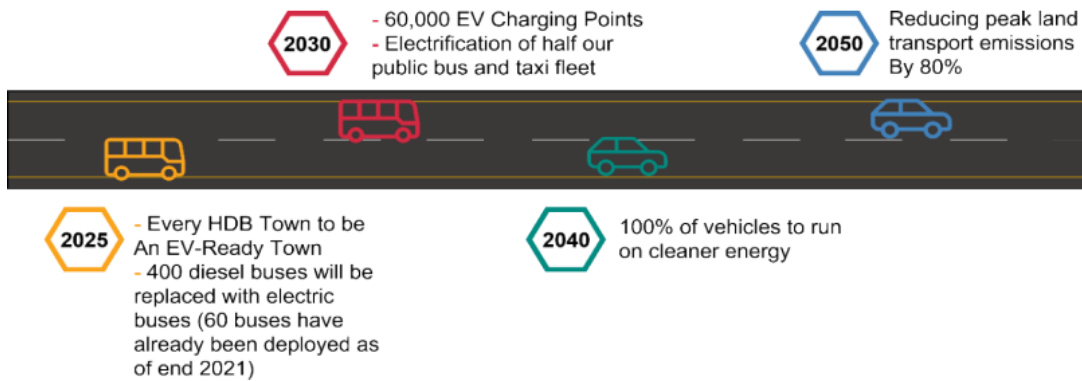 2030
- 60,000 EV Charging Points
- Electrification of half our
public bus and taxi fleet
2050
Reducing peak land
transport emissions
By 80%
2025
- Every HDB Town to be
An EV-Ready Town
- 400 diesel buses will be
replaced with electric
buses (60 buses have
already been deployed as
of end 2021)
2040
100% of vehicles to run
on cleaner energy